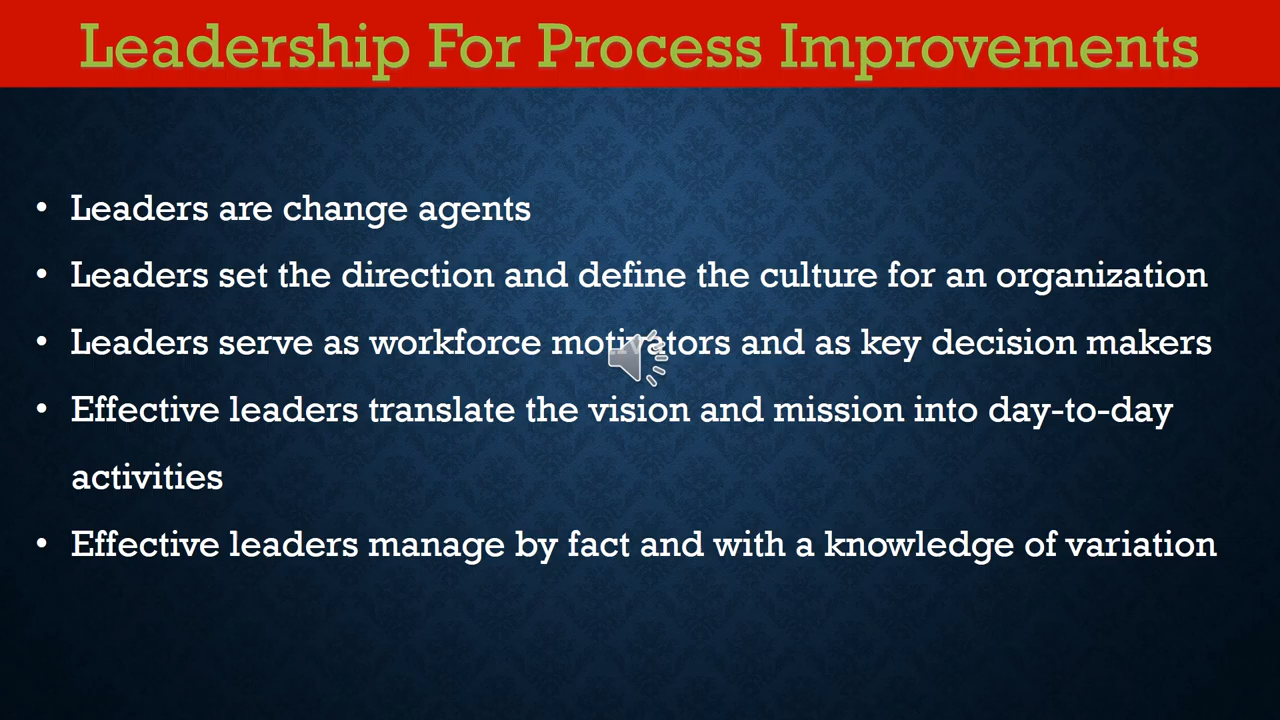 Leadership For Process Improvements
• Leaders are change agents
• Leaders set the direction and define the culture for an organization
• Leaders serve as workforce motivators and as key decision makers
• Effective leaders translate the vision and mission into day-to-day
activities
• Effective leaders manage by fact and with a knowledge of variation